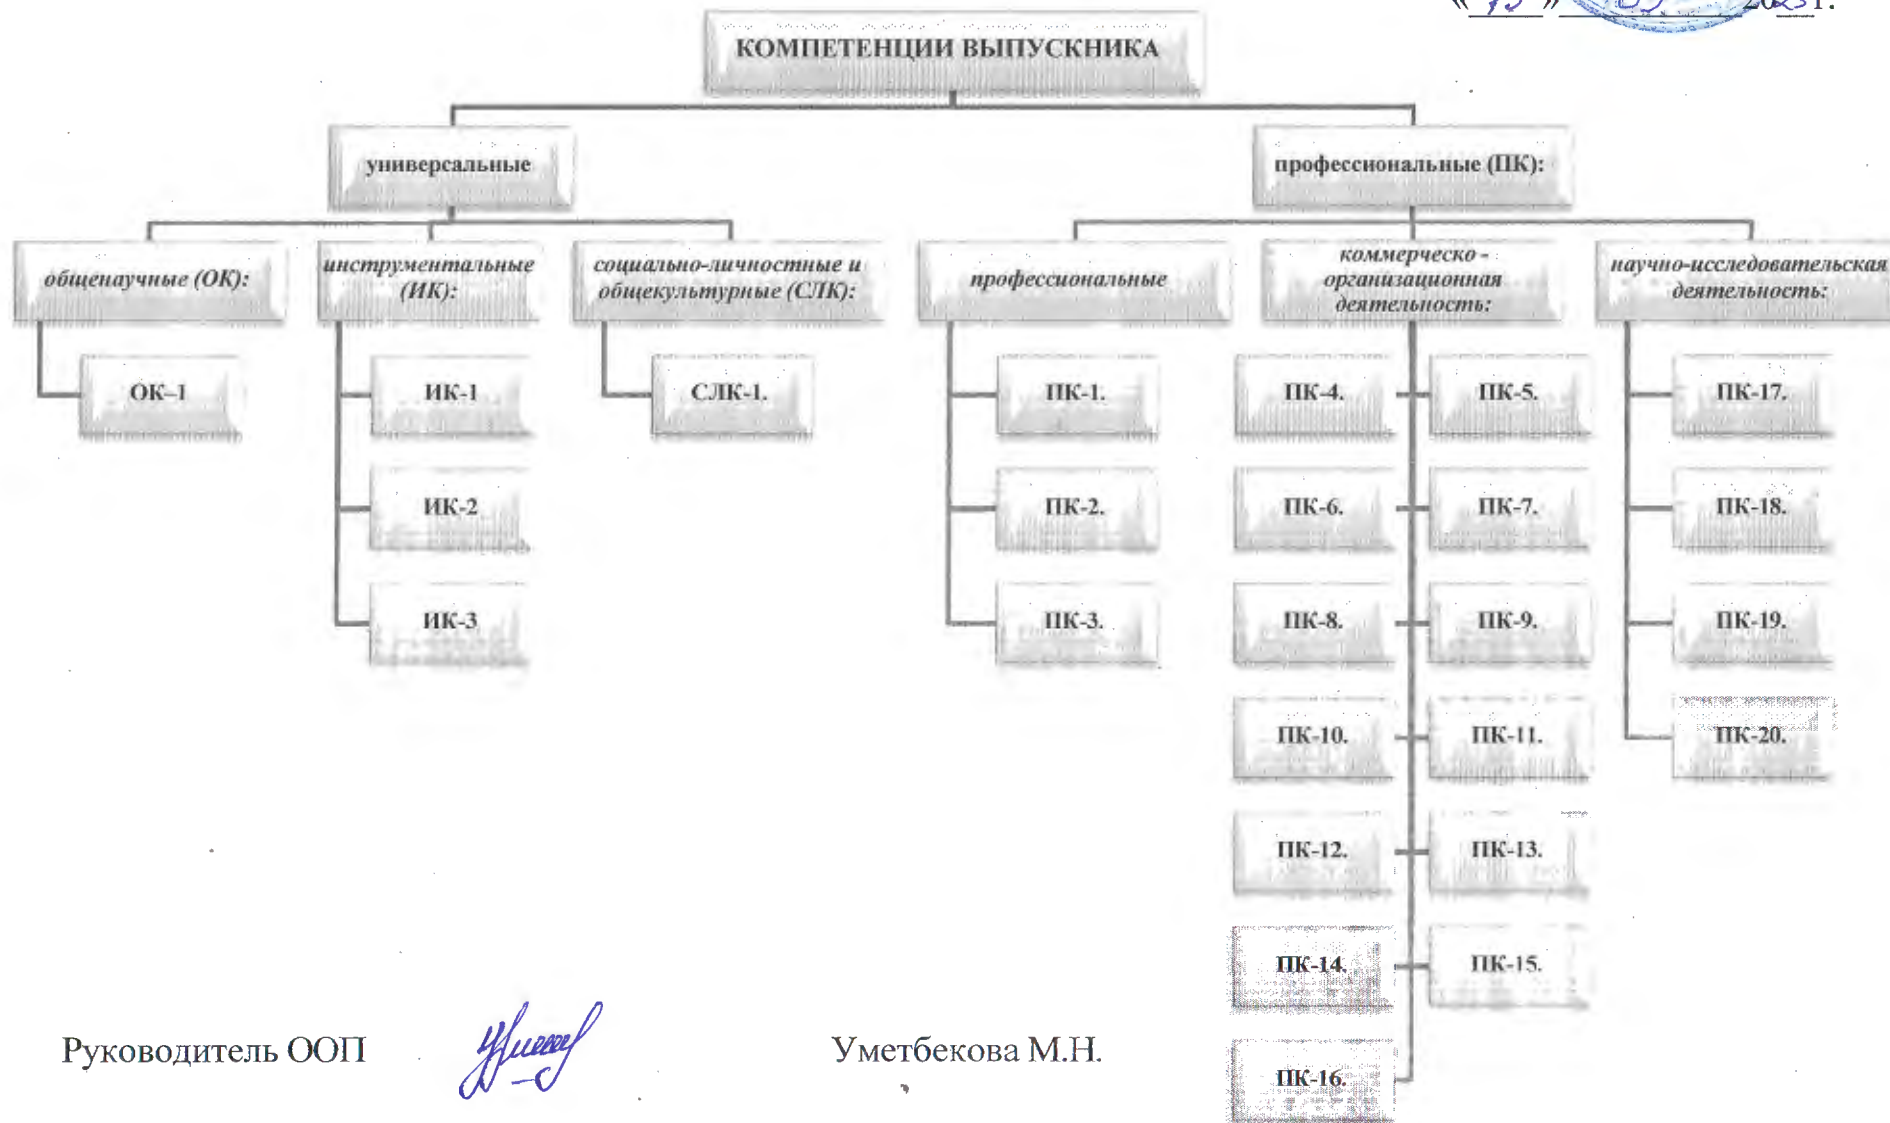 КОМПЕТЕНЦИИ ВЫПУСКНИКА
универсальные
профессиональные (ПК):
общенаучные (ОК):
инструментальные
(ИК):
социально-личностные и
общекультурные (СЛК):
профессиональные
коммерческо -
организационная
деятельность:
научно-исследовательская
деятельность:
ОК–1
ИК-1
СЛК-1.
ПК-1.
ПК-4.
ПК-5.
ПК-17.
ИК-2
ПК-2.
ПК-6.
ПК-7.
ПК-18.
ИК-3
ПК-3.
ПК-8.
ПК-9.
ПК-19.
ПК-10.
ПК-11.
ПК-20.
ПК-12.
ПК-13.
ПК-14.
ПК-15.
ПК-16.
Руководитель ООП
Уметбекова М.Н.